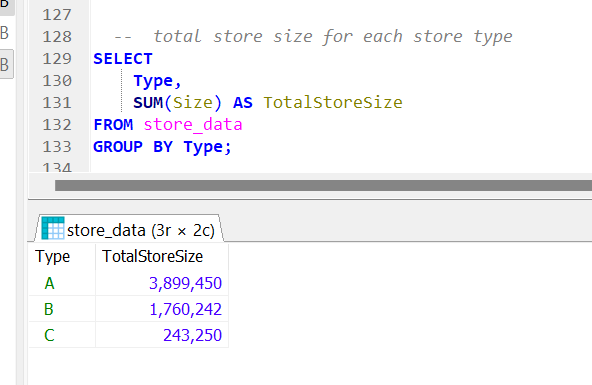 B
B
B
127
128 -- total store size for each store type
129 SELECT
130 Type,
131 SUM(Size) AS TotalStoreSize
132 FROM store_data
133 GROUP BY Type;
134
store_data (3r × 2c)
Type TotalStoreSize
A 3,899,450
B 1,760,242
C 243,250